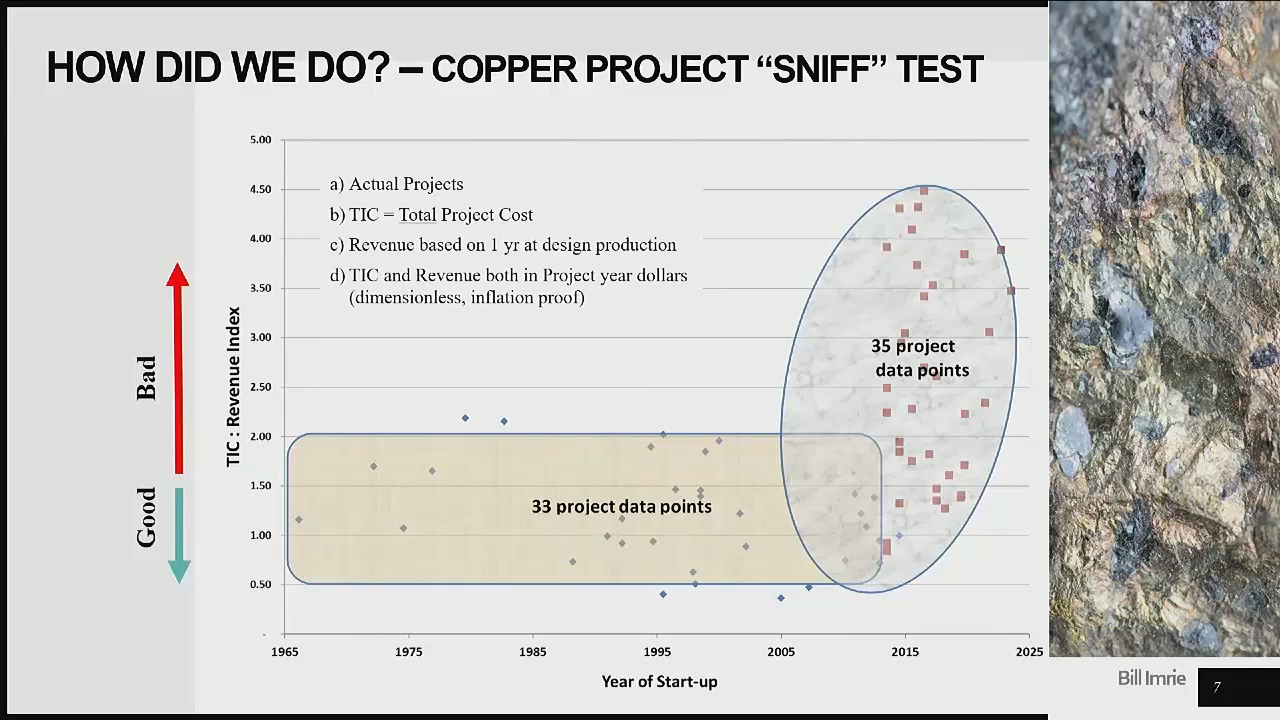 HOW DID WE DO? – COPPER PROJECT “SNIFF” TEST
5.00
4.50
4.00
3.50
3.00
2.50
2.00
1.50
1.00
0.50
-
TIC : Revenue Index
Bad
Good
a) Actual Projects
b) TIC = Total Project Cost
c) Revenue based on 1 yr at design production
d) TIC and Revenue both in Project year dollars
(dimensionless, inflation proof)
35 project
data points
33 project data points
1965 1975 1985 1995 2005 2015 2025
Year of Start-up
Bill Imrie
7